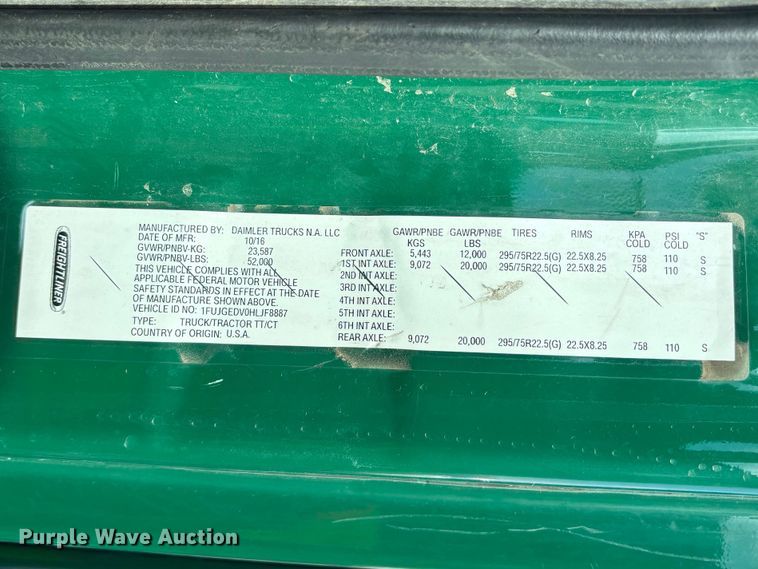 FREIGHTLINER
MANUFACTURED BY: DAIMLER TRUCKS N.A. LLC
DATE OF MFR: 10/16
GVWR/PNBV-KG: 23,587
GVWR/PNBV-LBS: 52,000
THIS VEHICLE COMPLIES WITH ALL
APPLICABLE FEDERAL MOTOR VEHICLE
SAFETY STANDARDS IN EFFECT AT THE DATE
OF MANUFACTURE SHOWN ABOVE.
VEHICLE ID NO: 1FUJGEDV0HLJF8887
TYPE: TRUCK/TRACTOR TT/CT
COUNTRY OF ORIGIN: U.S.A.
GAWR/PNBE GAWR/PNBE TIRES RIMS KPA PSI "S"
KGS LBS COLD COLD
FRONT AXLE: 5,443 12,000 295/75R22.5(G) 22.5X8.25 758 110 S
1ST INT AXLE: 9,072 20,000 295/75R22.5(G) 22.5X8.25 758 110 S
2ND INT AXLE:
3RD INT AXLE:
4TH INT AXLE:
5TH INT AXLE:
6TH INT AXLE:
REAR AXLE: 9,072 20,000 295/75R22.5(G) 22.5X8.25 758 110 S
Purple Wave Auction